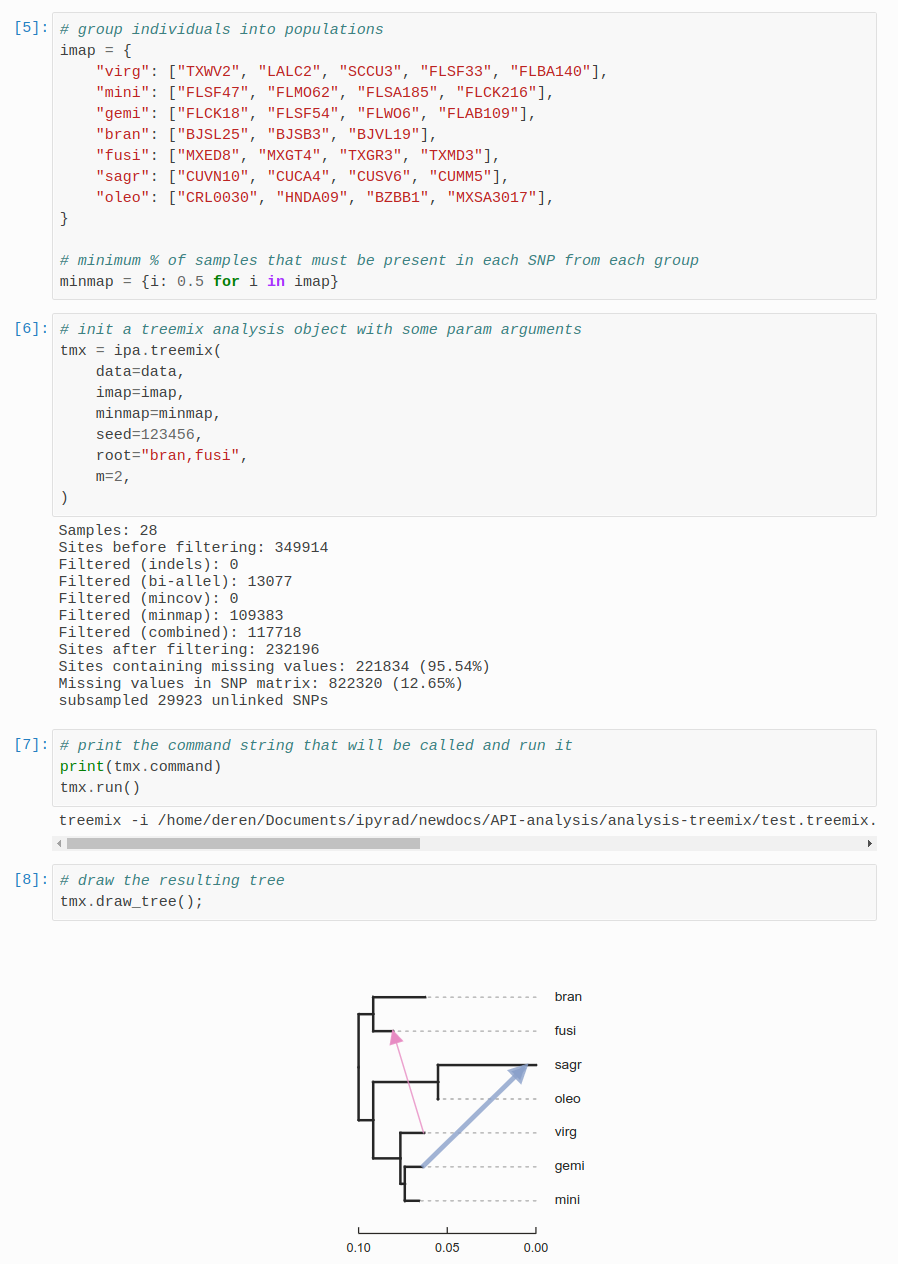 [5]: # group individuals into populations
imap = {
    "virg": ["TXWV2", "LALC2", "SCCU3", "FLSF33", "FLBA140"],
    "mini": ["FLSF47", "FLMO62", "FLSA185", "FLCK216"],
    "gemi": ["FLCK18", "FLSF54", "FLWO6", "FLAB109"],
    "bran": ["BJSL25", "BJSB3", "BJVL19"],
    "fusi": ["MXED8", "MXGT4", "TXGR3", "TXMD3"],
    "sagr": ["CUVN10", "CUCA4", "CUSV6", "CUMM5"],
    "oleo": ["CRL0030", "HNDA09", "BZBB1", "MXSA3017"],
}
# minimum % of samples that must be present in each SNP from each group
minmap = {i: 0.5 for i in imap}
[6]: # init a treemix analysis object with some param arguments
tmx = ipa.treemix(
    data=data,
    imap=imap,
    minmap=minmap,
    seed=123456,
    root="bran,fusi",
    m=2,
)
Samples: 28
Sites before filtering: 349914
Filtered (indels): 0
Filtered (bi-allel): 13077
Filtered (mincov): 0
Filtered (minmap): 109383
Filtered (combined): 117718
Sites after filtering: 232196
Sites containing missing values: 221834 (95.54%)
Missing values in SNP matrix: 822320 (12.65%)
subsampled 29923 unlinked SNPs
[7]: # print the command string that will be called and run it
print(tmx.command)
tmx.run()
treemix -i /home/deren/Documents/ipyrad/newdocs/API-analysis/analysis-treemix/test.treemix.
[8]: # draw the resulting tree
tmx.draw_tree();
bran
fusi
sagr
oleo
virg
gemi
mini
0.10 0.05 0.00